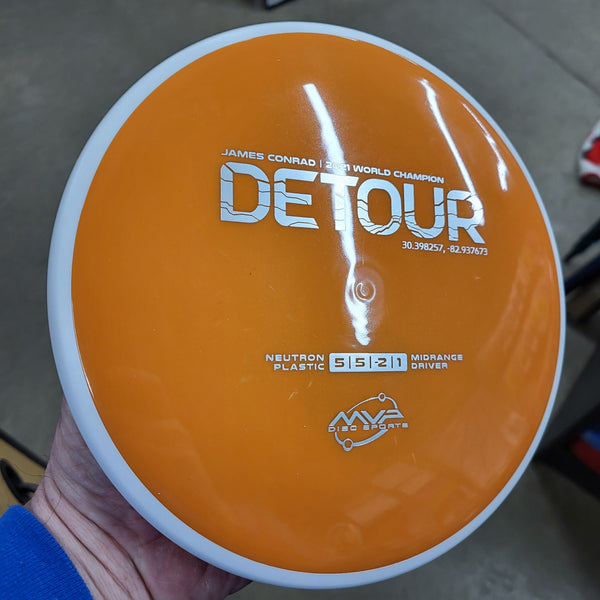 JAMES CONRAD | 2021 WORLD CHAMPION
DETOUR
30.398257, -82.937673
NEUTRON PLASTIC
5|5|-2|1
MIDRANGE DRIVER
MVP
DISC SPORTS